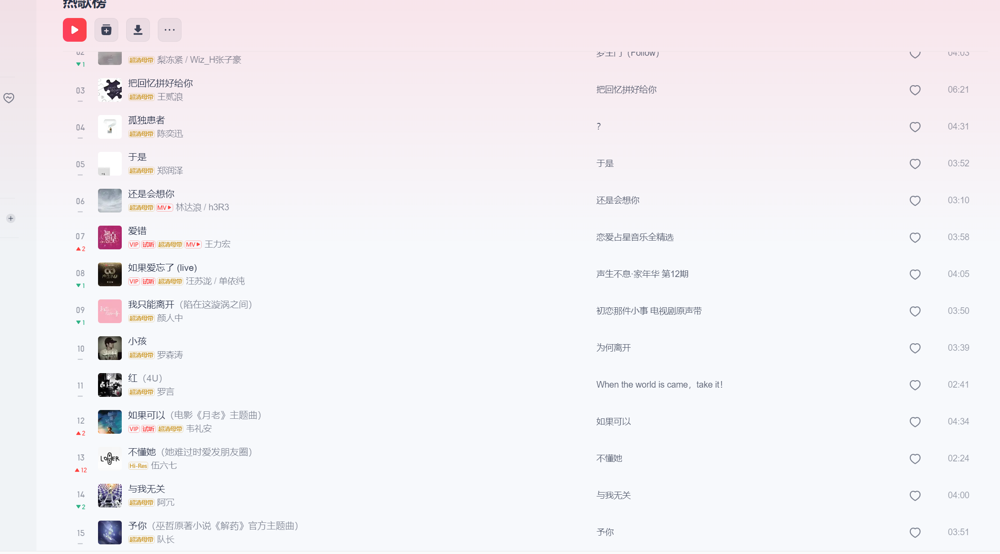 热歌榜
02
1
超清母带 梨冻紧 / Wiz_H张子豪
罗生门（Follow）
04:03
03
把回忆拼好给你
超清母带 王贰浪
把回忆拼好给你
06:21
04
孤独患者
超清母带 陈奕迅
?
04:31
05
于是
超清母带 郑润泽
于是
03:52
06
还是会想你
超清母带 MV 林达浪 / h3R3
还是会想你
03:10
07
2
爱错
VIP 试听 超清母带 MV 王力宏
恋爱占星音乐全精选
03:58
08
1
如果爱忘了 (live)
VIP 试听 超清母带 汪苏泷 / 单依纯
声生不息·家年华 第12期
04:05
09
1
我只能离开（陷在这漩涡之间）
超清母带 颜人中
初恋那件小事 电视剧原声带
03:50
10
小孩
超清母带 罗森涛
为何离开
03:39
11
红（4U）
超清母带 罗言
When the world is came，take it！
02:41
12
2
如果可以（电影《月老》主题曲）
VIP 试听 超清母带 韦礼安
如果可以
04:34
13
12
LOVER
不懂她（她难过时爱发朋友圈）
Hi-Res 伍六七
不懂她
02:24
14
2
与我无关
超清母带 阿冗
与我无关
04:00
15
予你（巫哲原著小说《解药》官方主题曲）
超清母带 队长
予你
03:51